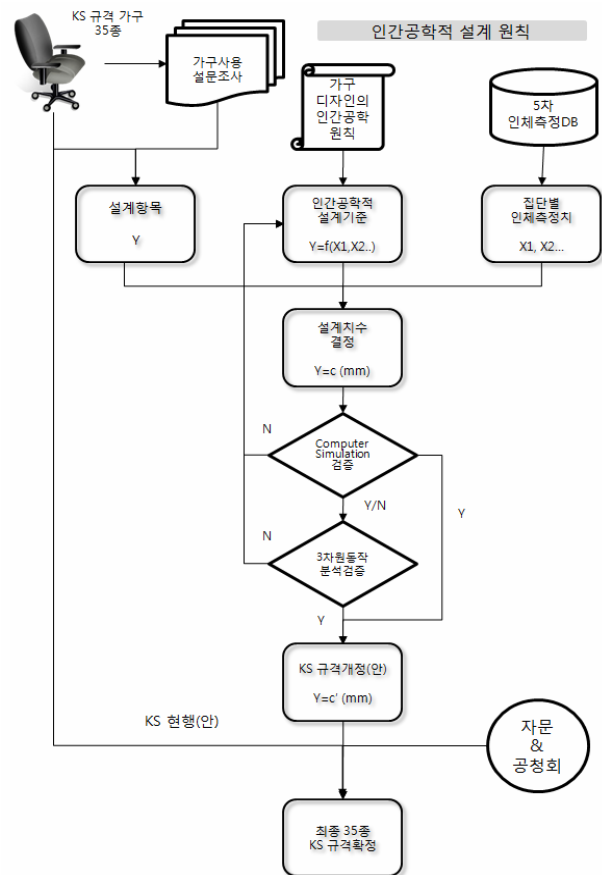 KS 규격 가구
35종
인간공학적 설계 원칙
가구사용
설문조사
가구
디자인의
인간공학
원칙
5차
인체측정DB
설계항목
Y
인간공학적
설계기준
Y=f(X1,X2..)
집단별
인체측정치
X1, X2...
설계치수
결정
Y=c (mm)
N
Computer
Simulation
검증
Y/N
Y
N
3차원동작
분석검증
Y
KS 규격개정(안)
Y=c' (mm)
KS 현행(안)
자문
&
공청회
최종 35종
KS 규격확정